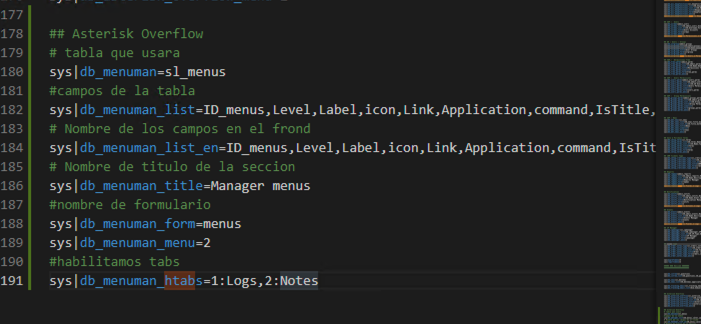 177
178 ## Asterisk Overflow
179 # tabla que usara
180 sys|db_menuman=sl_menus
181 #campos de la tabla
182 sys|db_menuman_list=ID_menus,Level,Label,icon,Link,Application,command,IsTitle,
183 # Nombre de los campos en el frond
184 sys|db_menuman_list_en=ID_menus,Level,Label,icon,Link,Application,command,IsTit
185 # Nombre de titulo de la seccion
186 sys|db_menuman_title=Manager menus
187 #nombre de formulario
188 sys|db_menuman_form=menus
189 sys|db_menuman_menu=2
190 #habilitamos tabs
191 sys|db_menuman_htabs=1:Logs,2:Notes